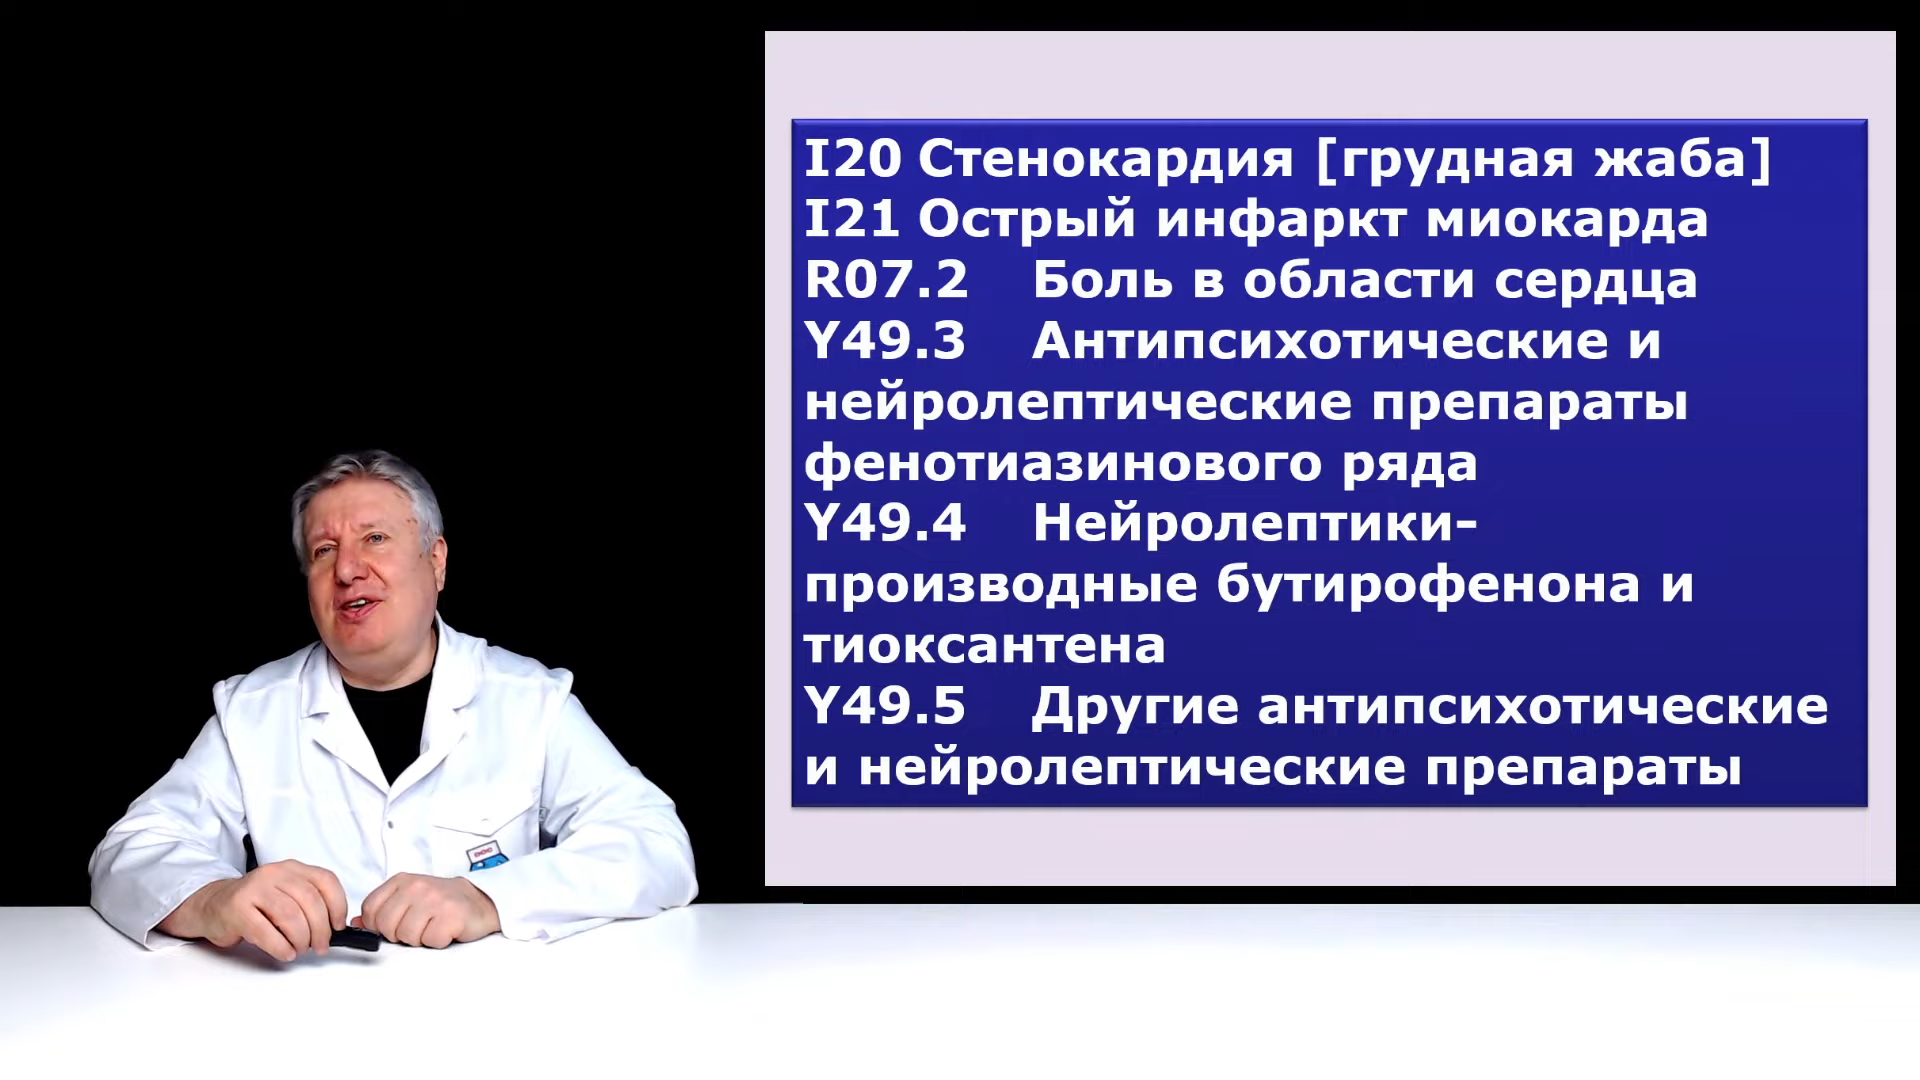 I20 Стенокардия [грудная жаба]
I21 Острый инфаркт миокарда
R07.2 Боль в области сердца
Y49.3 Антипсихотические и
нейролептические препараты
фенотиазинового ряда
Y49.4 Нейролептики-
производные бутирофенона и
тиоксантена
Y49.5 Другие антипсихотические
и нейролептические препараты